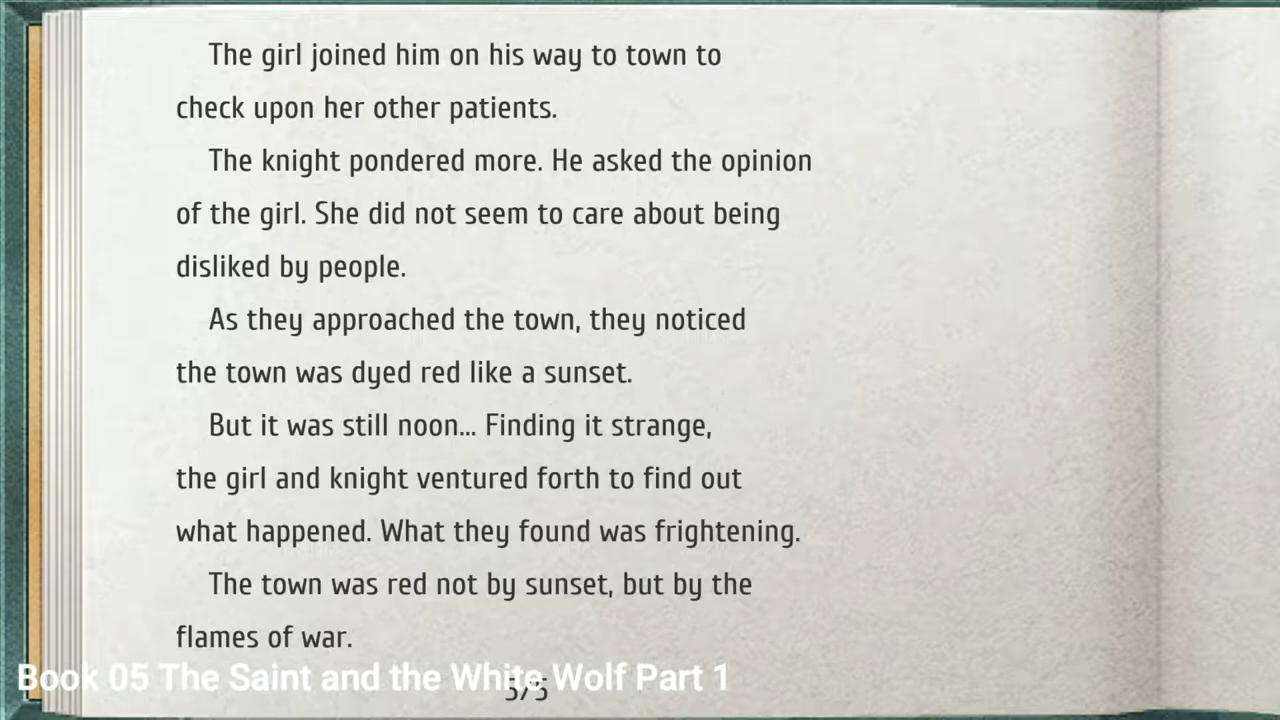 The girl joined him on his way to town to
check upon her other patients.
The knight pondered more. He asked the opinion
of the girl. She did not seem to care about being
disliked by people.
As they approached the town, they noticed
the town was dyed red like a sunset.
But it was still noon... Finding it strange,
the girl and knight ventured forth to find out
what happened. What they found was frightening.
The town was red not by sunset, but by the
flames of war.
Book 05 The Saint and the White Wolf Part 1
5/5